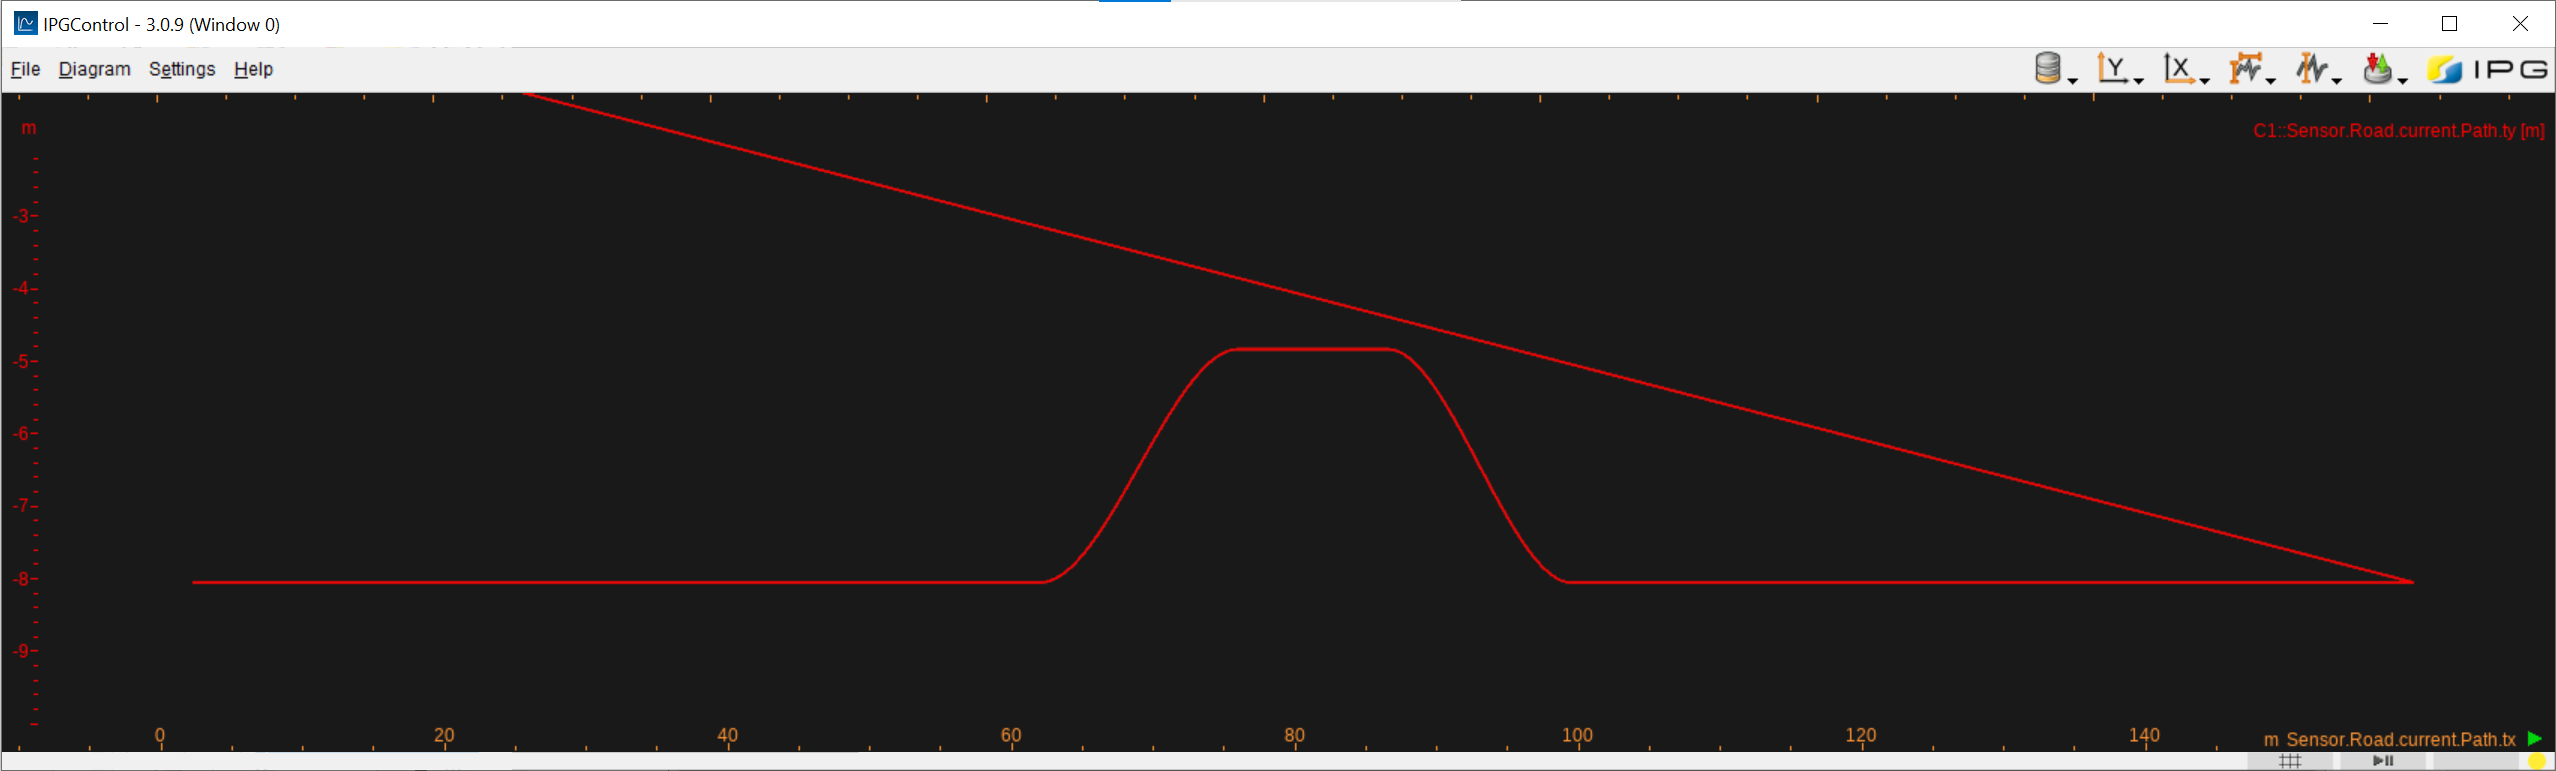 IPGControl - 3.0.9 (Window 0)
File Diagram Settings Help
Y X IPG
m
C1::Sensor.Road.current.Path.ty [m]
-3
-4
-5
-6
-7
-8
-9
0 20 40 60 80 100 120 140
m Sensor.Road.current.Path.tx